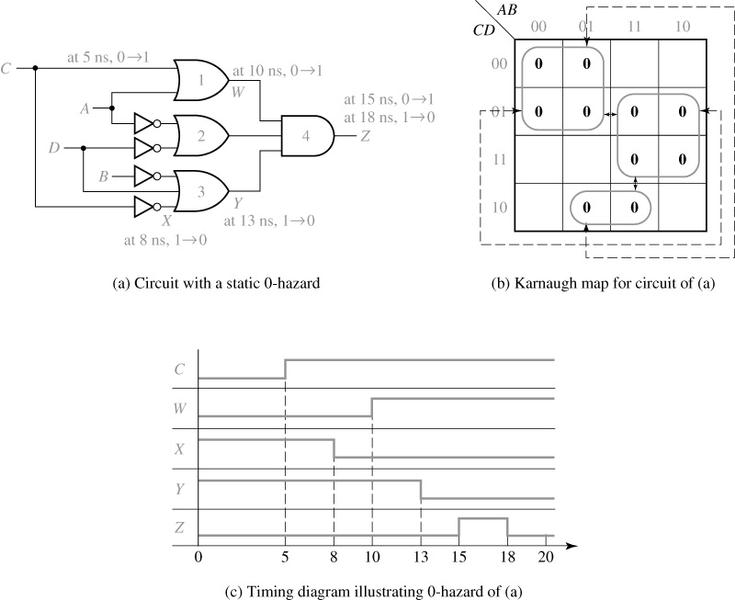 C
at 5 ns, 0→1
1
at 10 ns, 0→1
W
A
2
4
at 15 ns, 0→1
at 18 ns, 1→0
Z
D
B
3
Y
X
at 13 ns, 1→0
at 8 ns, 1→0
(a) Circuit with a static 0-hazard
AB
CD
00 01 11 10
00 0 0
01 0 0 0 0
11 0 0
10 0 0
(b) Karnaugh map for circuit of (a)
C
W
X
Y
Z
0 5 8 10 13 15 18 20
(c) Timing diagram illustrating 0-hazard of (a)